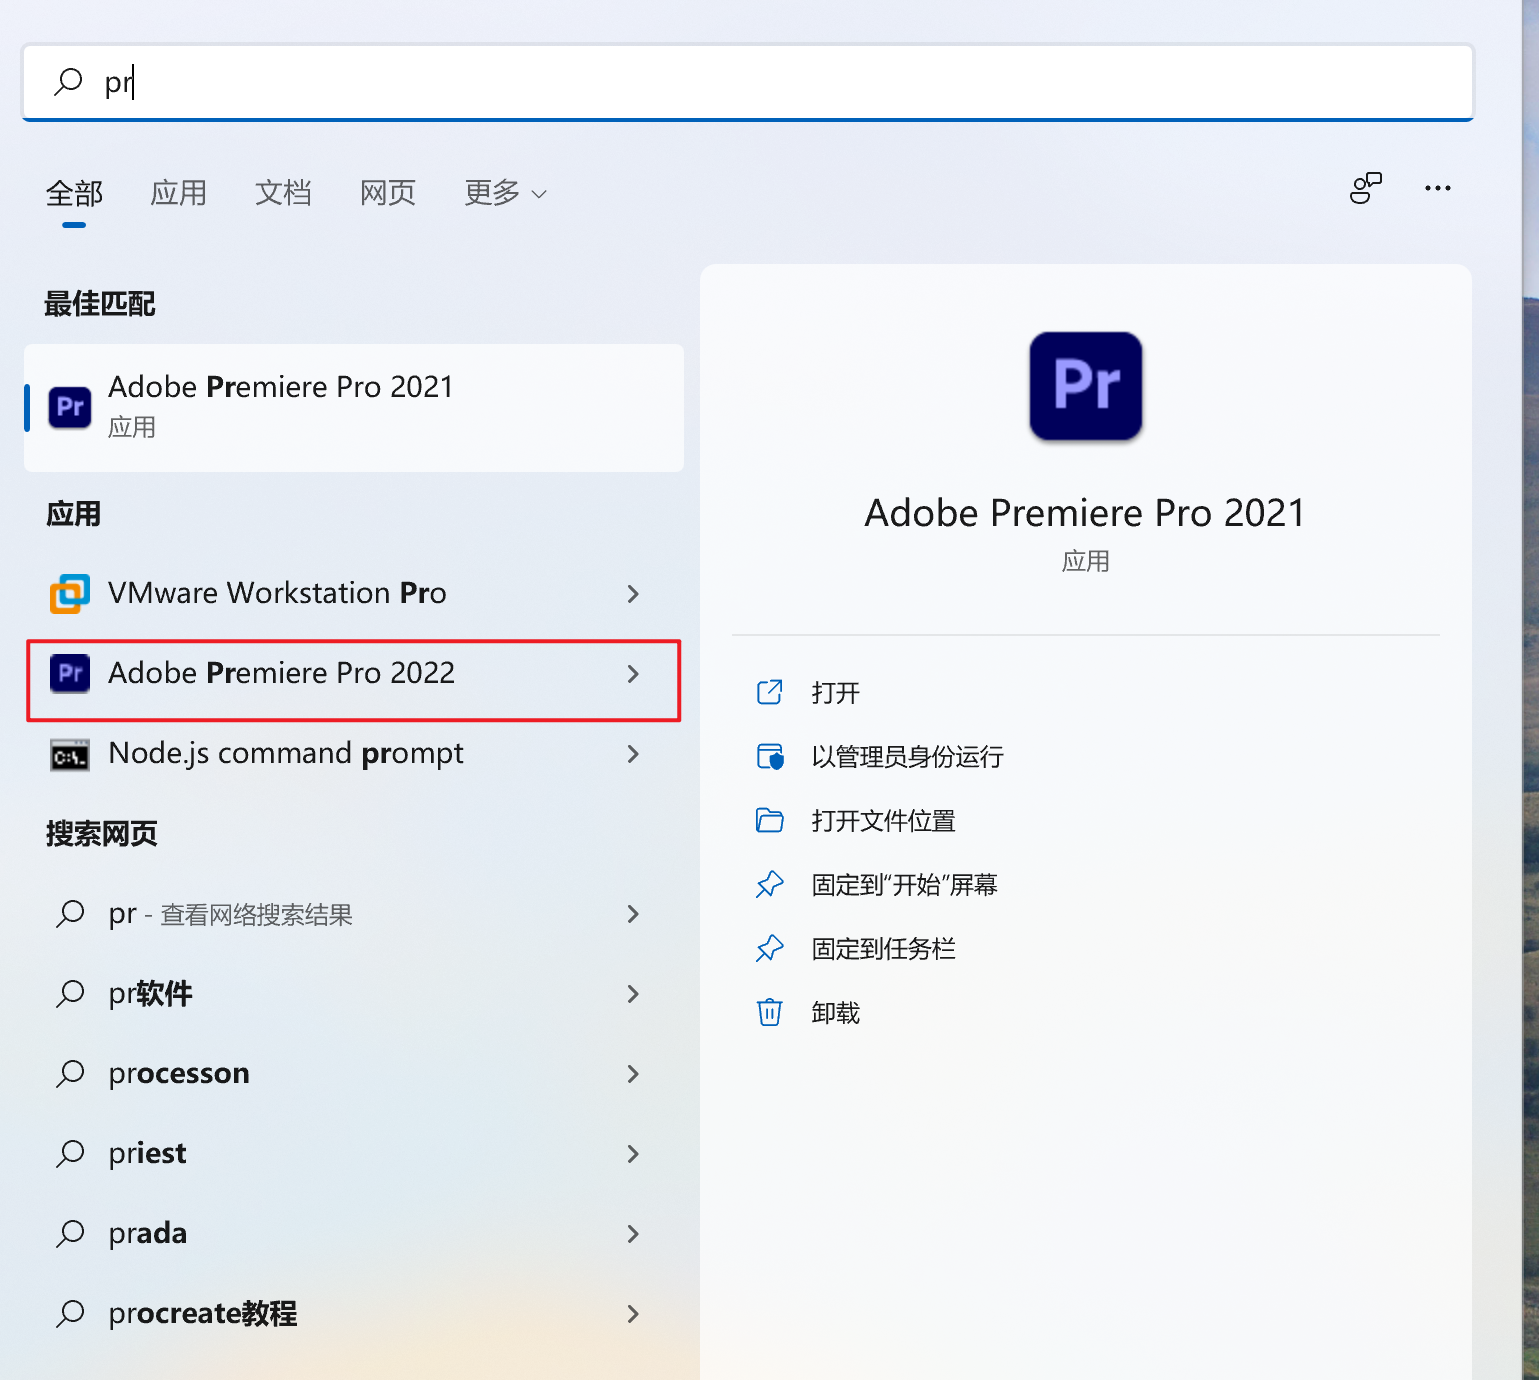 pr
全部 应用 文档 网页 更多
最佳匹配
Pr Adobe Premiere Pro 2021
应用
应用
VMware Workstation Pro
Pr Adobe Premiere Pro 2022
C:\_ Node.js command prompt
搜索网页
pr - 查看网络搜索结果
pr软件
processon
priest
prada
procreate教程
Pr
Adobe Premiere Pro 2021
应用
打开
以管理员身份运行
打开文件位置
固定到“开始”屏幕
固定到任务栏
卸载